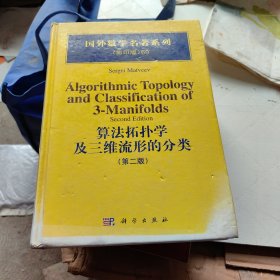 国外数学名著系列
Sergei Matveev
Algorithmic Topology
and Classification of
3-Manifolds
Second Edition
算法拓扑学
及三维流形的分类
(第二版)
科学出版社